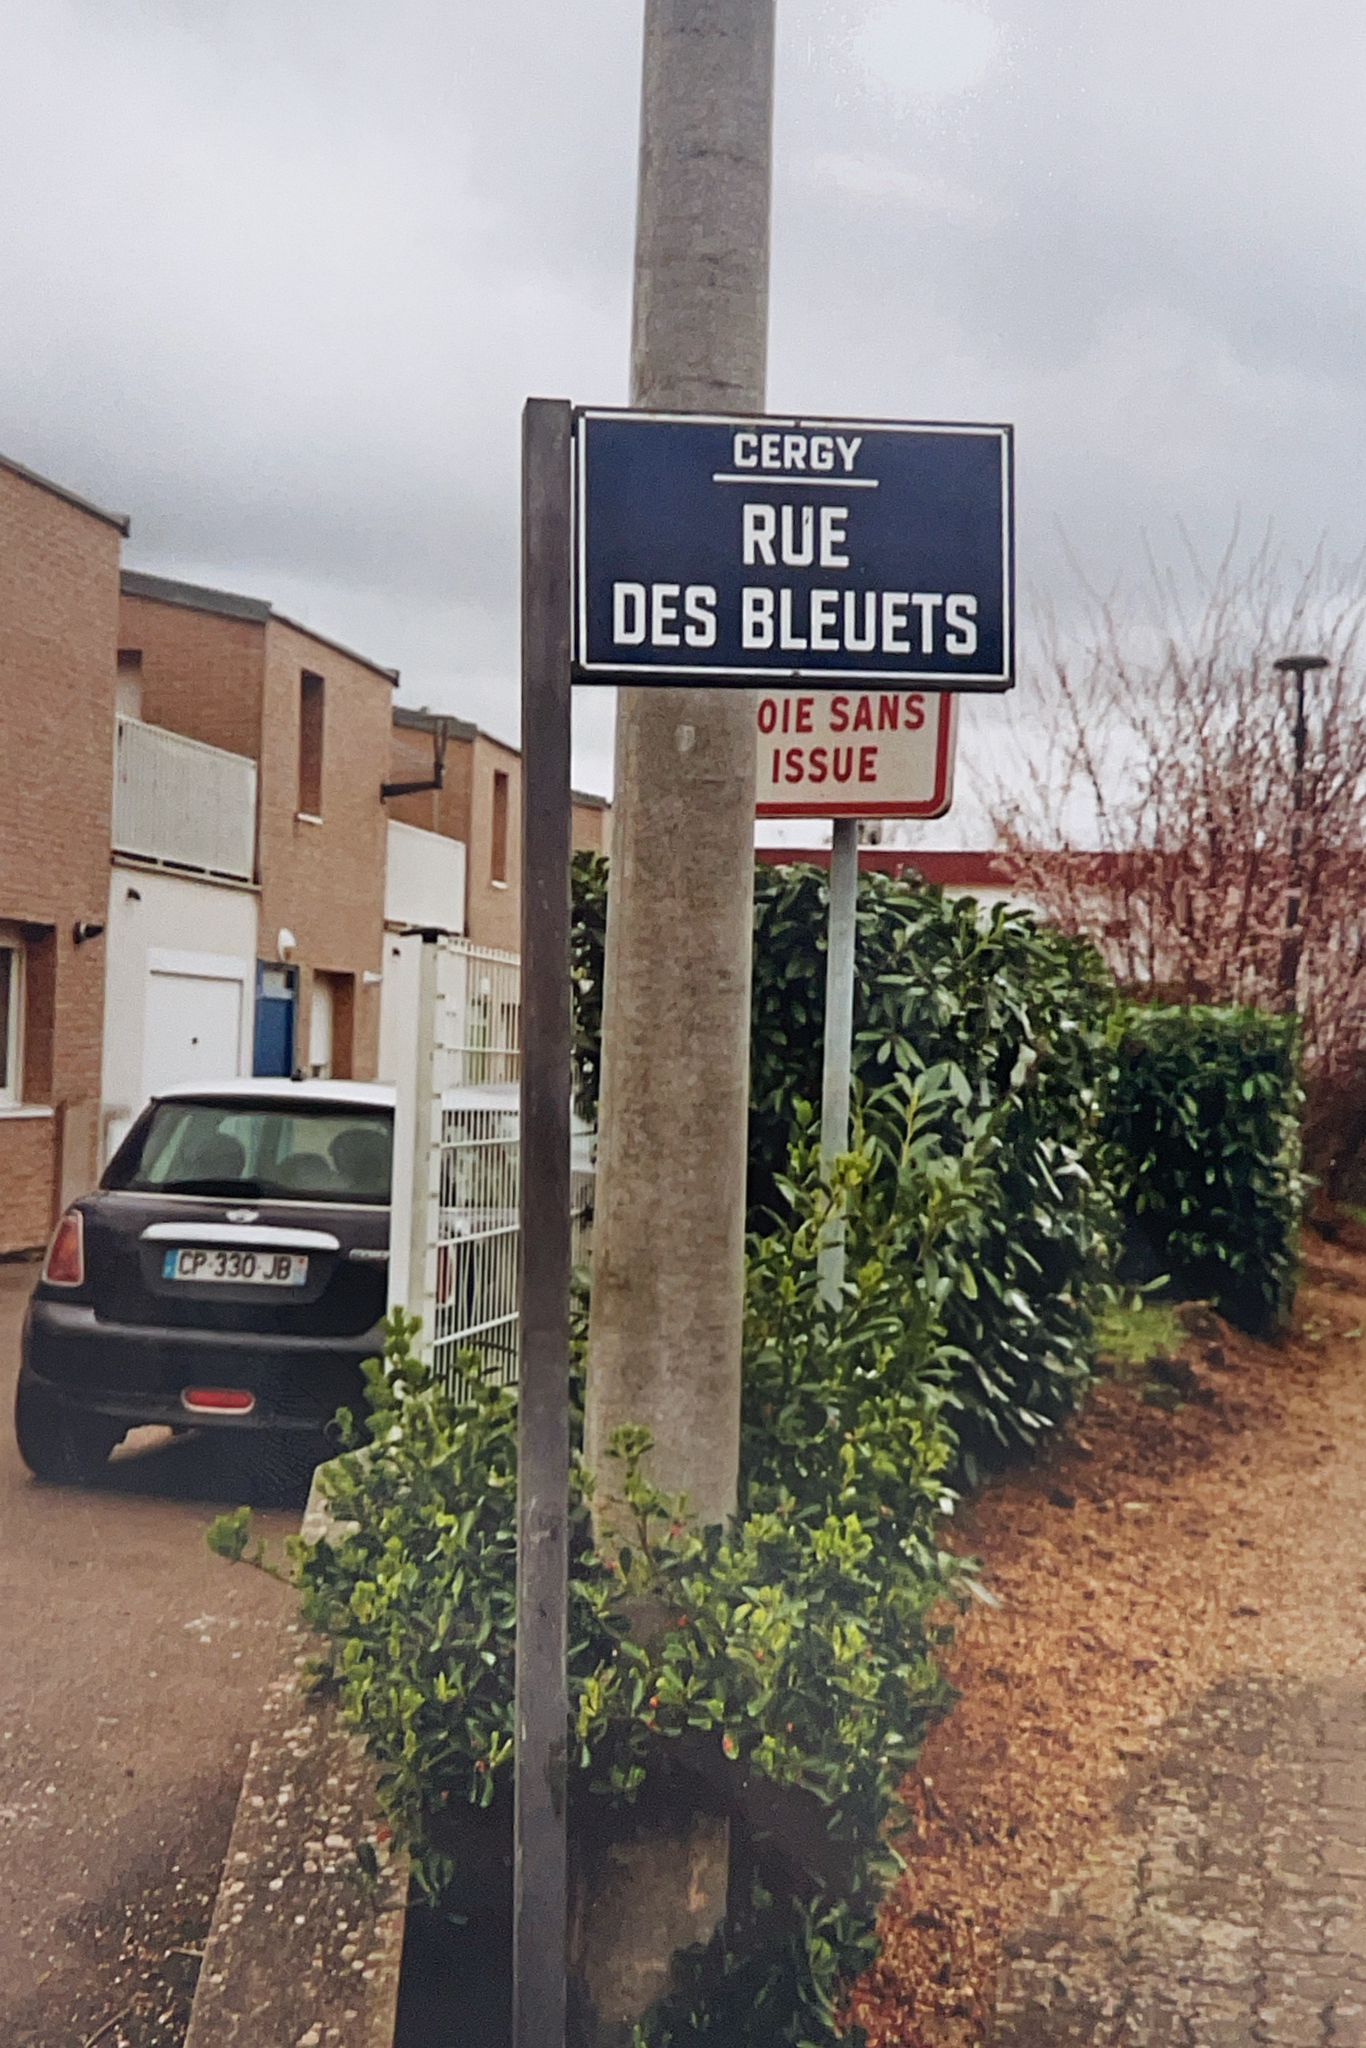 CERGY
RUE
DES BLEUETS
OIE SANS
ISSUE
CP-330-JB